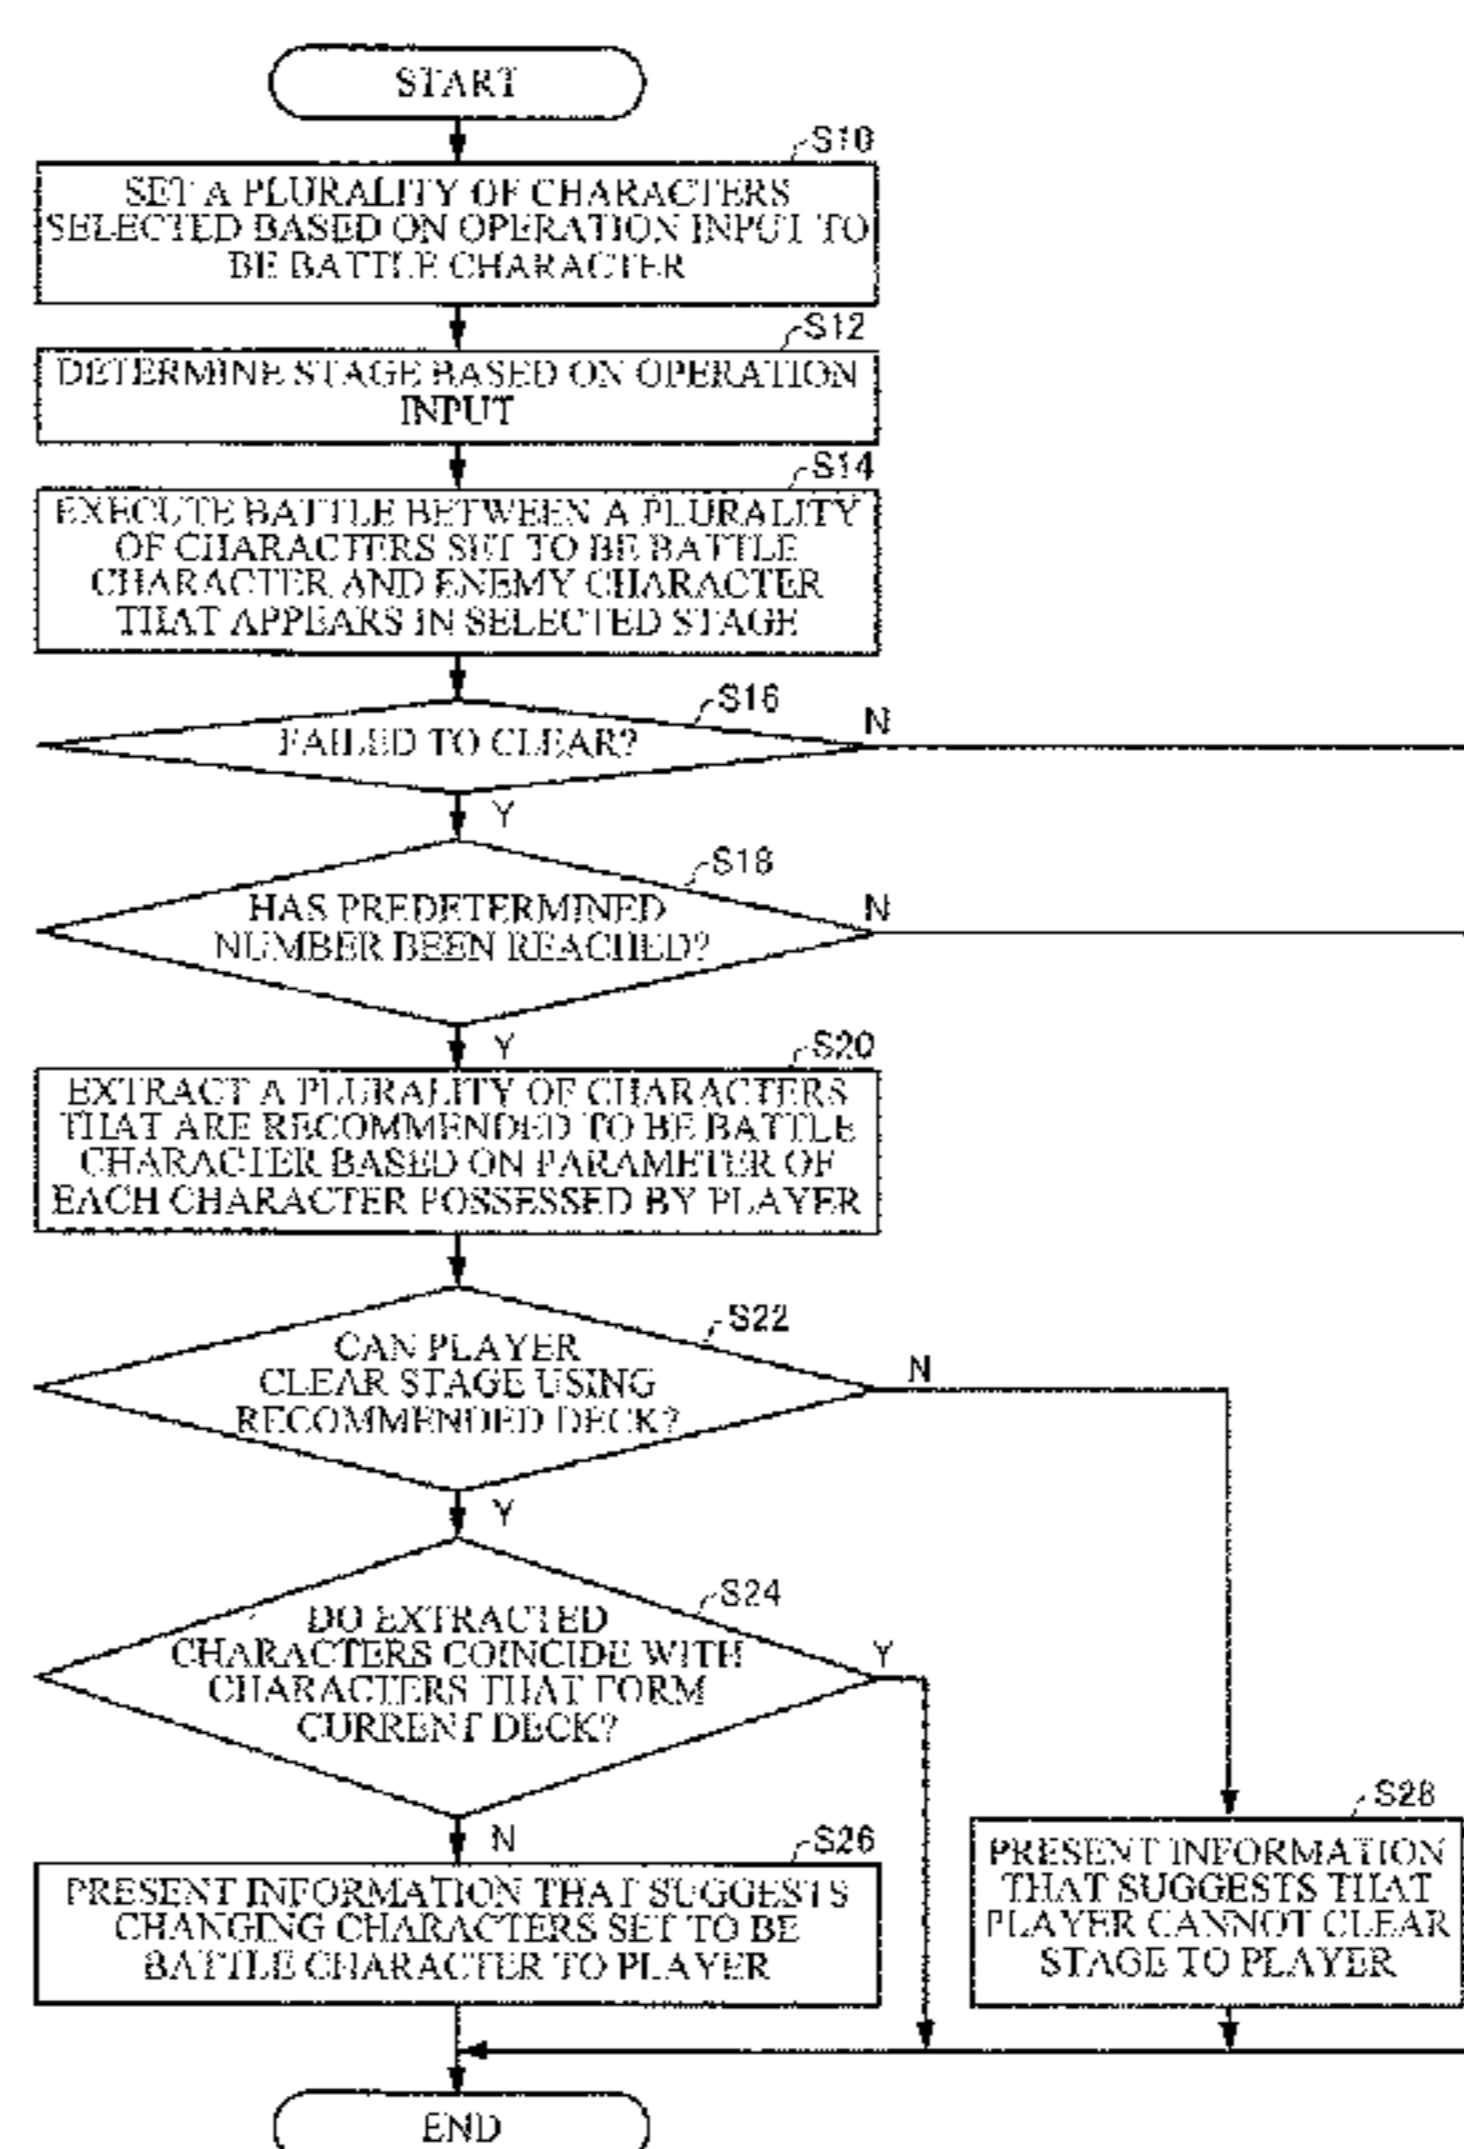 START
S10
SET A PLURALITY OF CHARACTERS
SELECTED BASED ON OPERATION INPUT TO
BE BATTLE CHARACTER
S12
DETERMINE STAGE BASED ON OPERATION
INPUT
S14
EXECUTE BATTLE BETWEEN A PLURALITY
OF CHARACTERS SET TO BE BATTLE
CHARACTER AND ENEMY CHARACTER
THAT APPEARS IN SELECTED STAGE
S16
FAILED TO CLEAR?
N
Y
S18
HAS PREDETERMINED
NUMBER BEEN REACHED?
N
Y
S20
EXTRACT A PLURALITY OF CHARACTERS
THAT ARE RECOMMENDED TO BE BATTLE
CHARACTER BASED ON PARAMETER OF
EACH CHARACTER POSSESSED BY PLAYER
S22
CAN PLAYER
CLEAR STAGE USING
RECOMMENDED DECK?
N
Y
S24
DO EXTRACTED
CHARACTERS COINCIDE WITH
CHARACTERS THAT FORM
CURRENT DECK?
Y
N
S26
PRESENT INFORMATION THAT SUGGESTS
CHANGING CHARACTERS SET TO BE
BATTLE CHARACTER TO PLAYER
S28
PRESENT INFORMATION
THAT SUGGESTS THAT
PLAYER CANNOT CLEAR
STAGE TO PLAYER
END